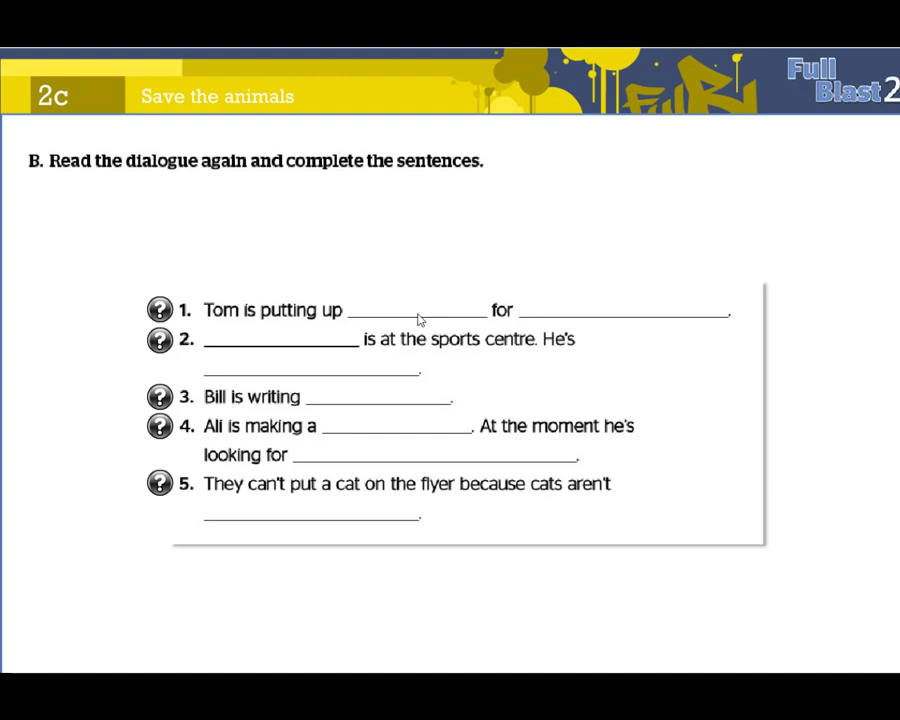 Full
Blast 2
2c Save the animals
B. Read the dialogue again and complete the sentences.
? 1. Tom is putting up ____________ for ____________________.
? 2. ______________ is at the sports centre. He's
____________________.
? 3. Bill is writing ______________.
? 4. Ali is making a ______________. At the moment he's
looking for __________________________.
? 5. They can't put a cat on the flyer because cats aren't
____________________.